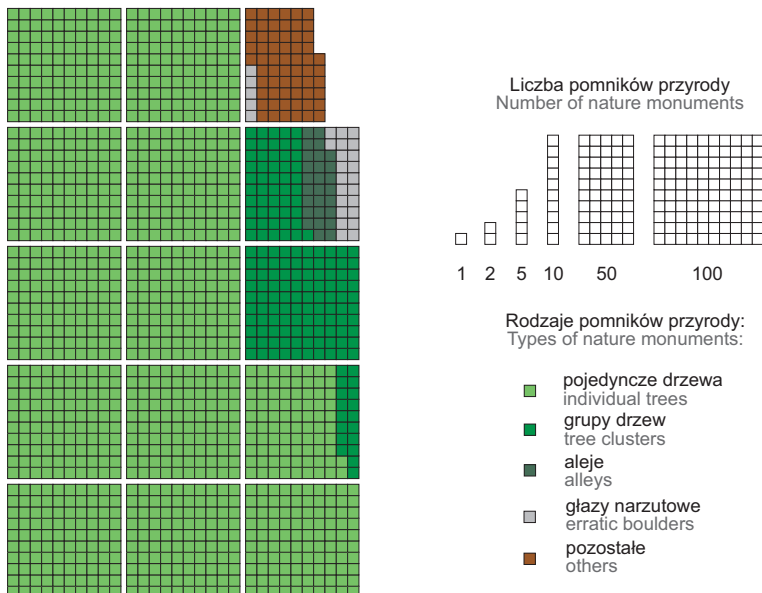 Liczba pomników przyrody
Number of nature monuments
1 2 5 10 50 100
Rodzaje pomników przyrody:
Types of nature monuments:
pojedyncze drzewa
individual trees
grupy drzew
tree clusters
aleje
alleys
głazy narzutowe
erratic boulders
pozostałe
others